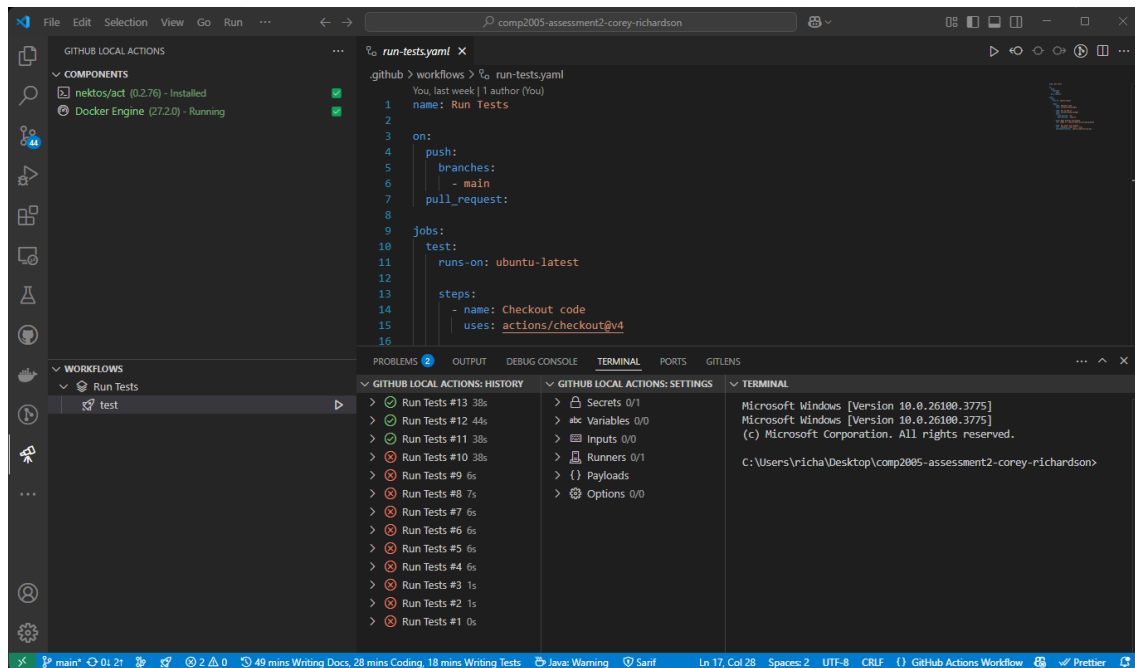 File Edit Selection View Go Run ···
comp2005-assessment2-corey-richardson
GITHUB LOCAL ACTIONS
COMPONENTS
nektos/act (0.2.76) - Installed
Docker Engine (27.2.0) - Running
44
WORKFLOWS
Run Tests
test
run-tests.yaml
.github > workflows > run-tests.yaml
You, last week | 1 author (You)
1 name: Run Tests
2
3 on:
4 push:
5 branches:
6 - main
7 pull_request:
8
9 jobs:
10 test:
11 runs-on: ubuntu-latest
12
13 steps:
14 - name: Checkout code
15 uses: actions/checkout@v4
16
PROBLEMS 2 OUTPUT DEBUG CONSOLE TERMINAL PORTS GITLENS
GITHUB LOCAL ACTIONS: HISTORY
Run Tests #13 38s
Run Tests #12 44s
Run Tests #11 38s
Run Tests #10 38s
Run Tests #9 6s
Run Tests #8 7s
Run Tests #7 6s
Run Tests #6 6s
Run Tests #5 6s
Run Tests #4 6s
Run Tests #3 1s
Run Tests #2 1s
Run Tests #1 0s
GITHUB LOCAL ACTIONS: SETTINGS
Secrets 0/1
abc Variables 0/0
Inputs 0/0
Runners 0/1
{} Payloads
Options 0/0
TERMINAL
Microsoft Windows [Version 10.0.26100.3775]
Microsoft Windows [Version 10.0.26100.3775]
(c) Microsoft Corporation. All rights reserved.
C:\Users\richa\Desktop\comp2005-assessment2-corey-richardson>
main* 0↓ 2↑ 2 0 49 mins Writing Docs, 28 mins Coding, 18 mins Writing Tests Java: Warning Sarif Ln 17, Col 28 Spaces: 2 UTF-8 CRLF {} GitHub Actions Workflow Prettier